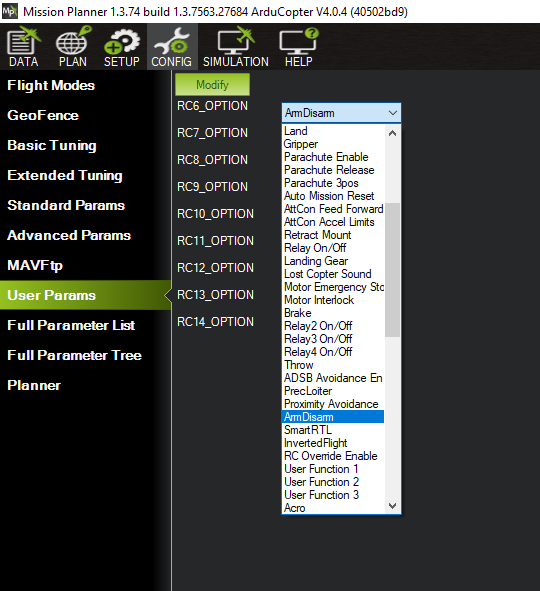 Mission Planner 1.3.74 build 1.3.7563.27684 ArduCopter V4.0.4 (40502bd9)
DATA PLAN SETUP CONFIG SIMULATION HELP
Flight Modes
GeoFence
Basic Tuning
Extended Tuning
Standard Params
Advanced Params
MAVFtp
User Params
Full Parameter List
Full Parameter Tree
Planner
Modify
RC6_OPTION
RC7_OPTION
RC8_OPTION
RC9_OPTION
RC10_OPTION
RC11_OPTION
RC12_OPTION
RC13_OPTION
RC14_OPTION
ArmDisarm
Land
Gripper
Parachute Enable
Parachute Release
Parachute 3pos
Auto Mission Reset
AttCon Feed Forward
AttCon Accel Limits
Retract Mount
Relay On/Off
Landing Gear
Lost Copter Sound
Motor Emergency Sto
Motor Interlock
Brake
Relay2 On/Off
Relay3 On/Off
Relay4 On/Off
Throw
ADSB Avoidance En
PrecLoiter
Proximity Avoidance
ArmDisarm
SmartRTL
InvertedFlight
RC Override Enable
User Function 1
User Function 2
User Function 3
Acro